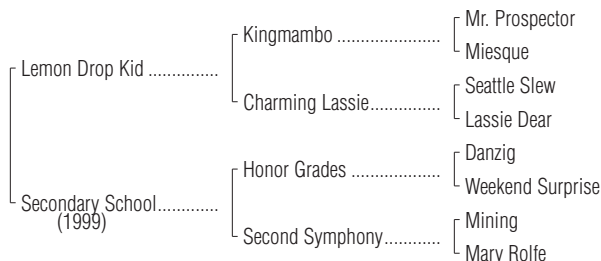 Mr. Prospector
Kingmambo ......................
Miesque
Lemon Drop Kid ...............
Seattle Slew
Charming Lassie...............
Lassie Dear
Danzig
Honor Grades ...................
Weekend Surprise
Secondary School.............
(1999)
Mining
Second Symphony............
Mary Rolfe